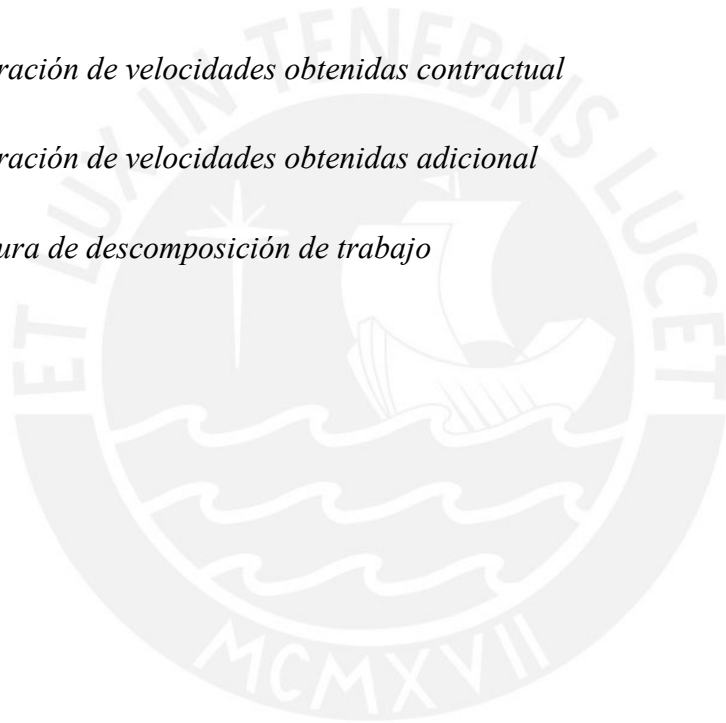 ración de velocidades obtenidas contractual
ración de velocidades obtenidas adicional
ura de descomposición de trabajo
ET LUX IN TENEBRIS LUCET
MCMXVII